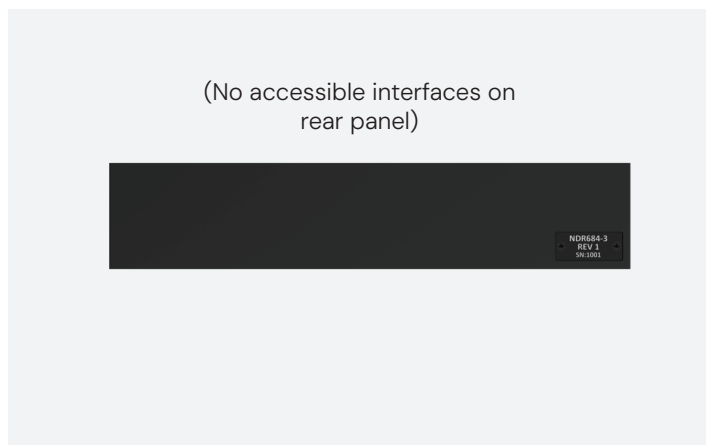 (No accessible interfaces on
rear panel)
NDR684-3
REV 1
SN:1001